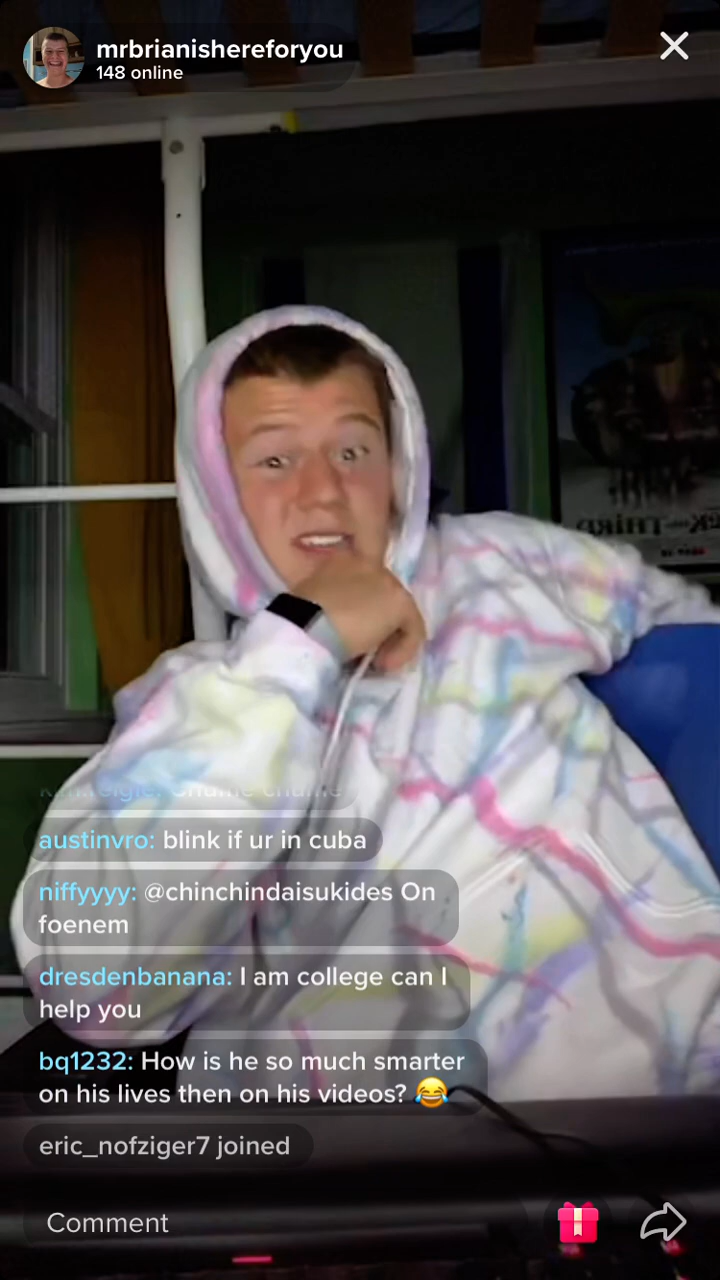 mrbrianishereforyou
148 online
austinvro: blink if ur in cuba
niffyyyy: @chinchindaisukides On
foenem
dresdenbanana: I am college can I
help you
bq1232: How is he so much smarter
on his lives then on his videos? 😂
eric_nofziger7 joined
Comment